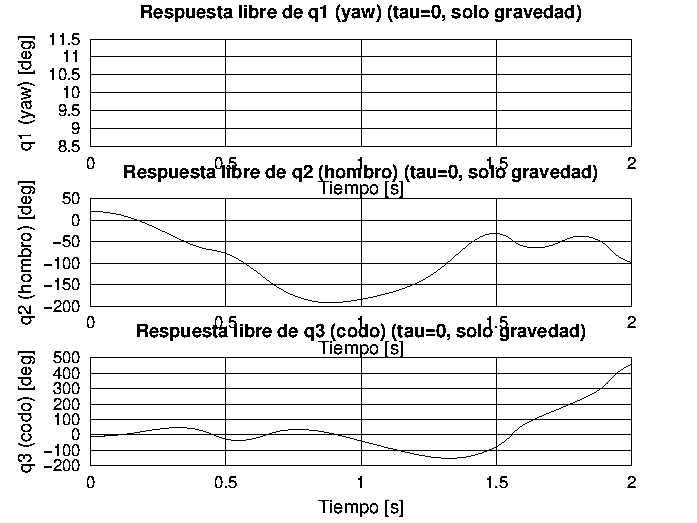 Respuesta libre de q1 (yaw) (tau=0, solo gravedad)
q1 (yaw) [deg]
11.5
11
10.5
10
9.5
9
8.5
0 0.5 1 1.5 2
Tiempo [s]
Respuesta libre de q2 (hombro) (tau=0, solo gravedad)
q2 (hombro) [deg]
50
0
−50
−100
−150
−200
0 0.5 1 1.5 2
Tiempo [s]
Respuesta libre de q3 (codo) (tau=0, solo gravedad)
q3 (codo) [deg]
500
400
300
200
100
0
−100
−200
0 0.5 1 1.5 2
Tiempo [s]